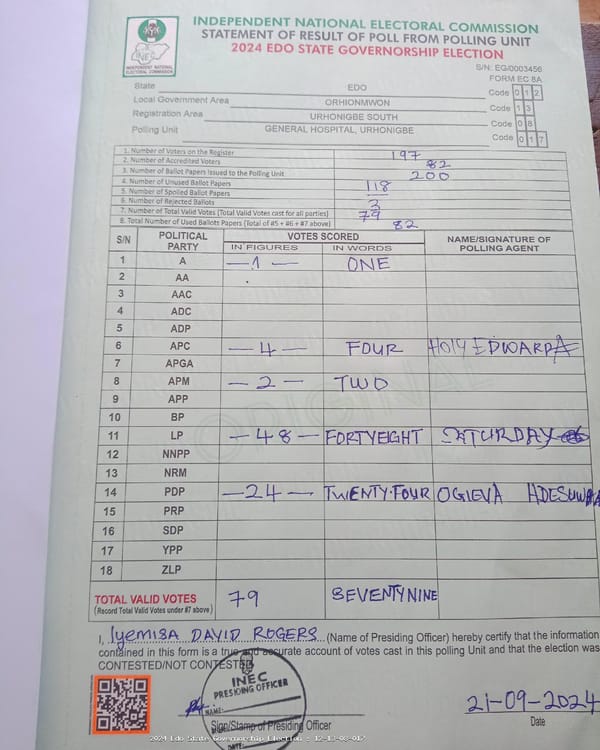 INDEPENDENT NATIONAL ELECTORAL COMMISSION
STATEMENT OF RESULT OF POLL FROM POLLING UNIT
2024 EDO STATE GOVERNORSHIP ELECTION
INEC
INDEPENDENT NATIONAL ELECTORAL COMMISSION
S/N: EG/0003456
FORM EC 8A
State EDO Code 0 1 2
Local Government Area ORHIONMWON Code 1 3
Registration Area URHONIGBE SOUTH Code 0 8
Polling Unit GENERAL HOSPITAL, URHONIGBE Code 0 1 7
1. Number of Voters on the Register 197
2. Number of Accredited Voters 82
3. Number of Ballot Papers Issued to the Polling Unit 200
4. Number of Unused Ballot Papers 118
5. Number of Spoiled Ballot Papers —
6. Number of Rejected Ballots 3
7. Number of Total Valid Votes (Total Valid Votes cast for all parties) 79
8. Total Number of Used Ballots Papers (Total of #5 + #6 + #7 above) 82
S/N POLITICAL PARTY VOTES SCORED NAME/SIGNATURE OF POLLING AGENT
IN FIGURES IN WORDS
1 A —1— ONE
2 AA
3 AAC
4 ADC
5 ADP
6 APC —4— FOUR HOLY EDWARD
7 APGA
8 APM —2— TWO
9 APP
10 BP
11 LP —48— FORTYEIGHT SATURDAY
12 NNPP
13 NRM
14 PDP —24— TWENTY-FOUR OGIEVA ADESUWA
15 PRP
16 SDP
17 YPP
18 ZLP
ORIGINAL
TOTAL VALID VOTES 79 SEVENTYNINE
(Record Total Valid Votes under #7 above)
I, Iyemisa DAVID ROGERS (Name of Presiding Officer) hereby certify that the information
contained in this form is a true and accurate account of votes cast in this polling Unit and that the election was
CONTESTED/NOT CONTESTED
INEC
PRESIDING OFFICER
NAME:
DATE:
21-09-2024
Sign/Stamp of Presiding Officer Date
2024 Edo State Governorship Election - 12-13-08-017